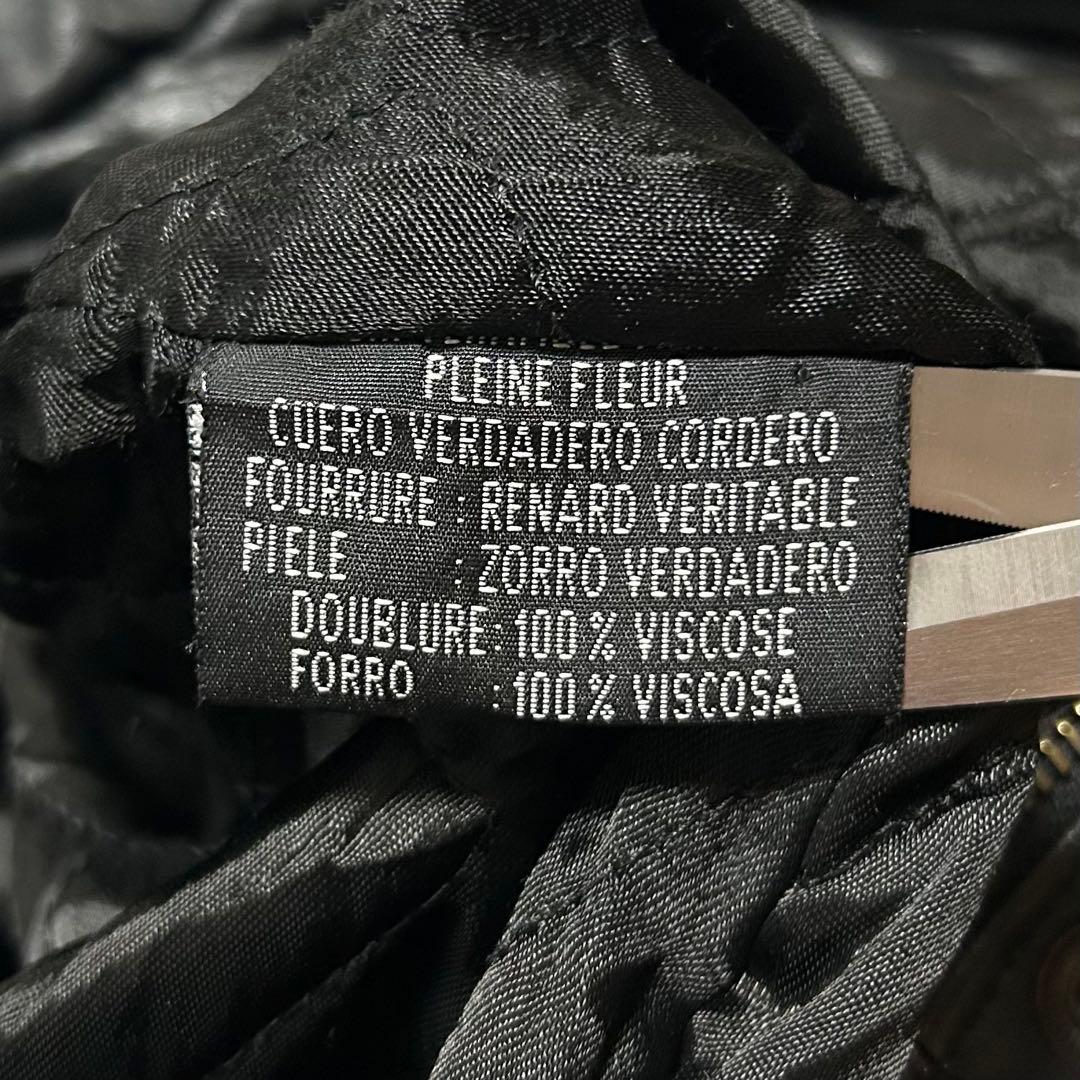 PLEINE FLEUR
CUERO VERDADERO CORDERO
FOURRURE : RENARD VERITABLE
PIELE : ZORRO VERDADERO
DOUBLURE: 100 % VISCOSE
FORRO : 100 % VISCOSA